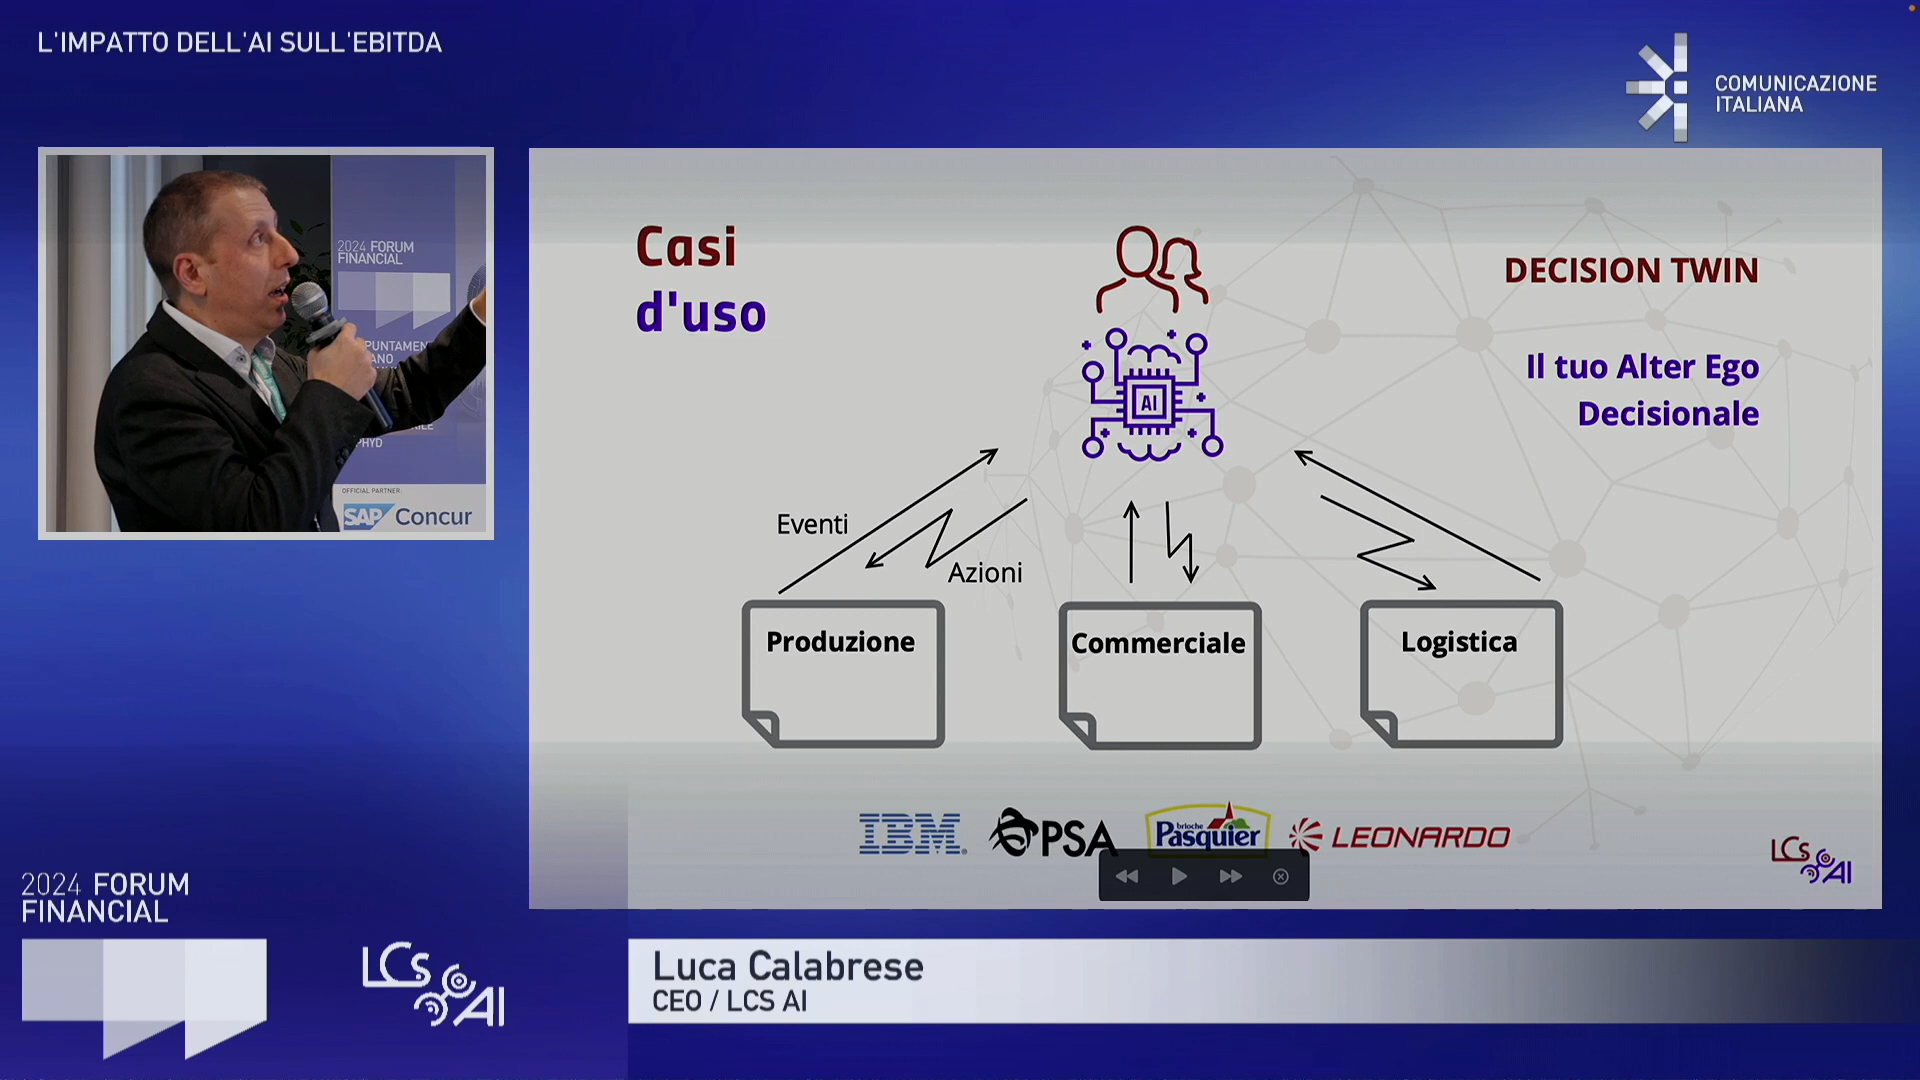 L'IMPATTO DELL'AI SULL'EBITDA
COMUNICAZIONE
ITALIANA
2024 FORUM
FINANCIAL
OFFICIAL PARTNER:
SAP Concur
Casi
d'uso
DECISION TWIN
Il tuo Alter Ego
Decisionale
AI
Eventi
Azioni
Produzione
Commerciale
Logistica
IBM
PSA
brioche
Pasquier
LEONARDO
LCs
AI
2024 FORUM
FINANCIAL
LCs
AI
Luca Calabrese
CEO / LCS AI